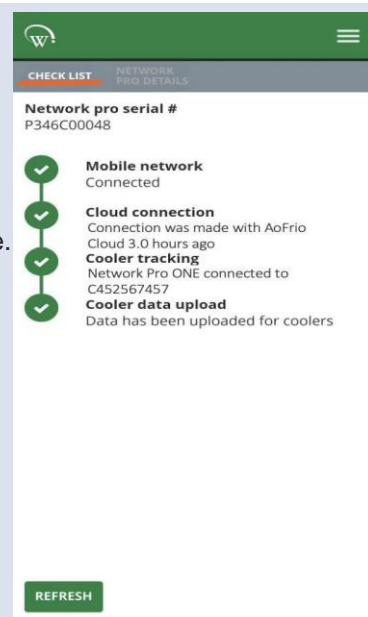 W
CHECK LIST
NETWORK
PRO DETAILS
Network pro serial #
P346C00048
Mobile network
Connected
Cloud connection
Connection was made with AoFrio
Cloud 3.0 hours ago
e.
Cooler tracking
Network Pro ONE connected to
C452567457
Cooler data upload
Data has been uploaded for coolers
REFRESH